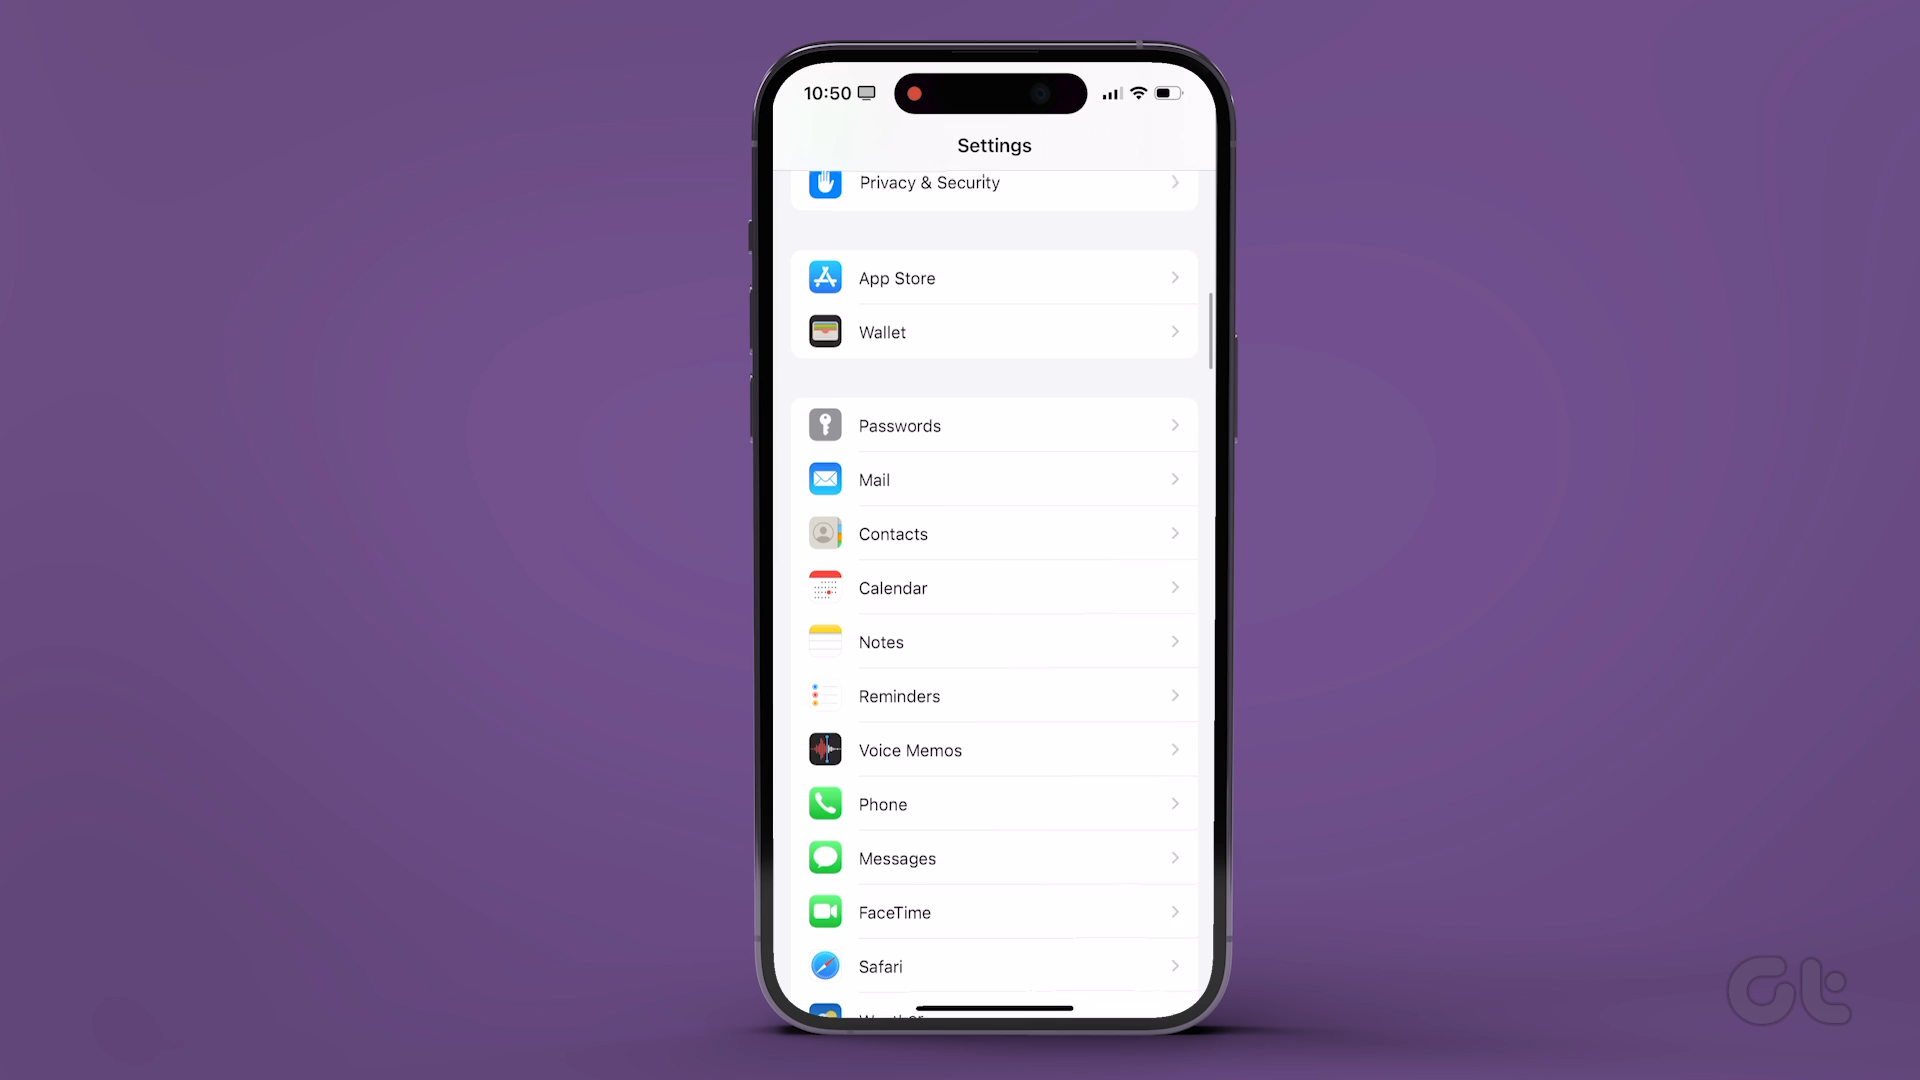 10:50
Settings
Privacy & Security
App Store
Wallet
Passwords
Mail
Contacts
Calendar
Notes
Reminders
Voice Memos
Phone
Messages
FaceTime
Safari
Gt